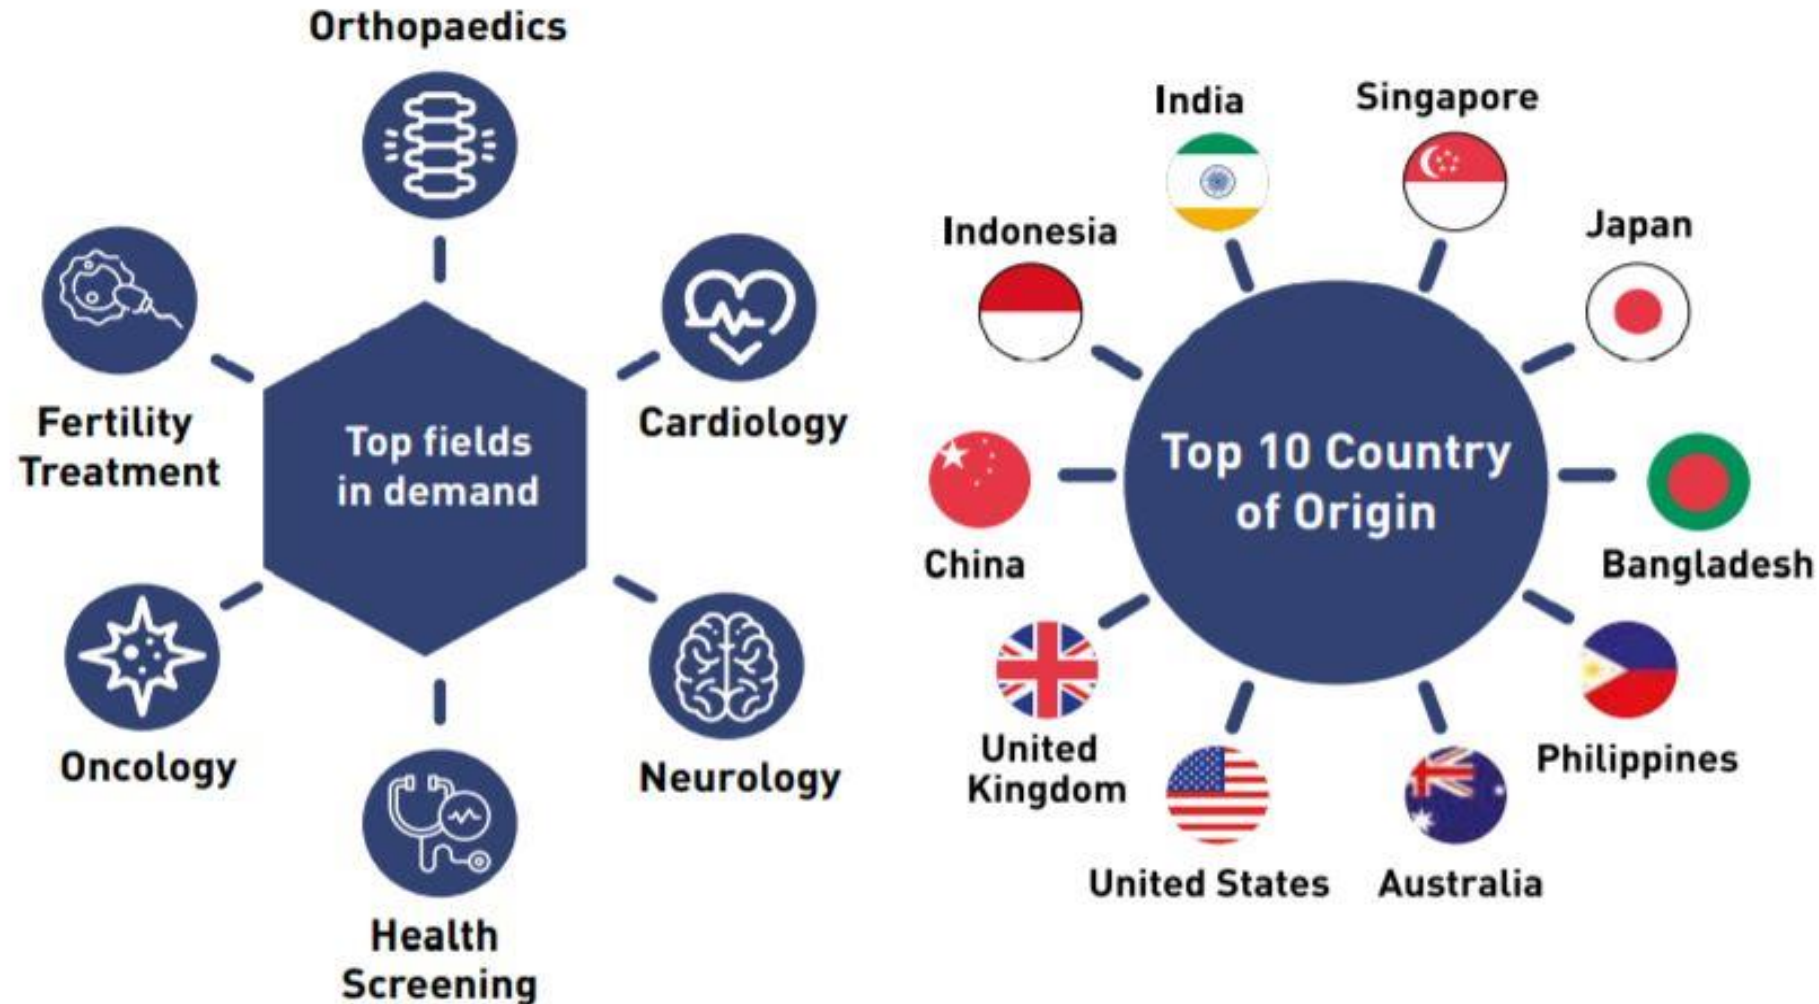 Orthopaedics
Cardiology
Neurology
Health
Screening
Oncology
Fertility
Treatment
Top fields
in demand
India
Singapore
Japan
Bangladesh
Philippines
Australia
United States
United
Kingdom
China
Indonesia
Top 10 Country
of Origin